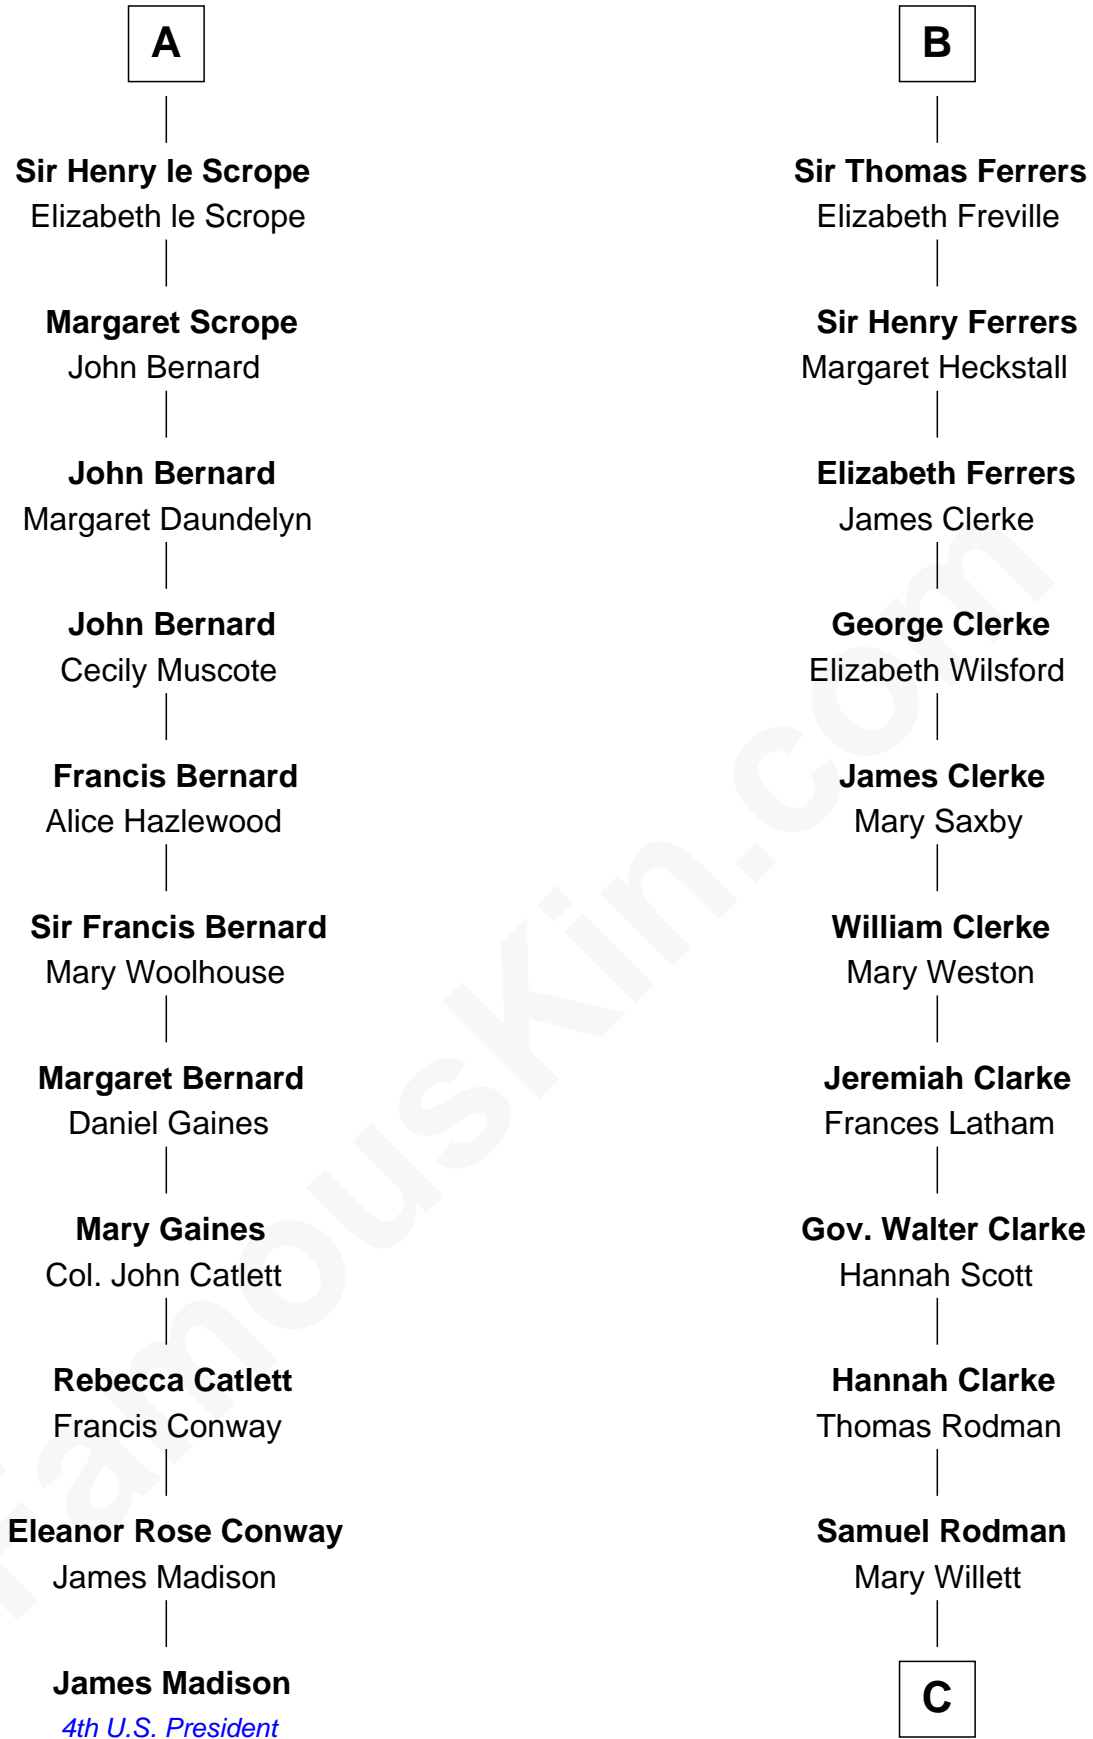 A
Sir Henry le Scrope
Elizabeth le Scrope
Margaret Scrope
John Bernard
John Bernard
Margaret Daundelyn
John Bernard
Cecily Muscote
Francis Bernard
Alice Hazlewood
Sir Francis Bernard
Mary Woolhouse
Margaret Bernard
Daniel Gaines
Mary Gaines
Col. John Catlett
Rebecca Catlett
Francis Conway
Eleanor Rose Conway
James Madison
James Madison
4th U.S. President
B
Sir Thomas Ferrers
Elizabeth Freville
Sir Henry Ferrers
Margaret Heckstall
Elizabeth Ferrers
James Clerke
George Clerke
Elizabeth Wilsford
James Clerke
Mary Saxby
William Clerke
Mary Weston
Jeremiah Clarke
Frances Latham
Gov. Walter Clarke
Hannah Scott
Hannah Clarke
Thomas Rodman
Samuel Rodman
Mary Willett
C
FamousKin.com